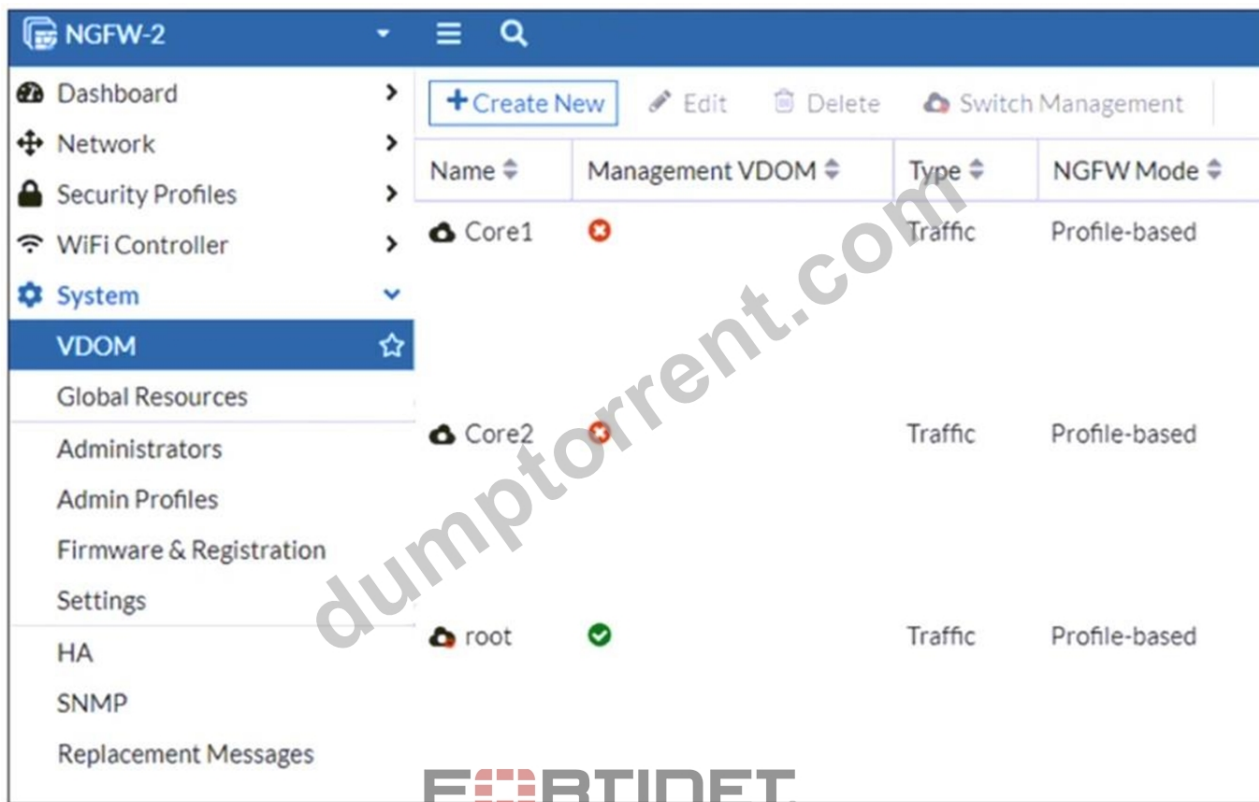 NGFW-2
Dashboard
Network
Security Profiles
WiFi Controller
System
VDOM
Global Resources
Administrators
Admin Profiles
Firmware & Registration
Settings
HA
SNMP
Replacement Messages
+Create New Edit Delete Switch Management
Name Management VDOM Type NGFW Mode
Core1 Traffic Profile-based
Core2 Traffic Profile-based
root Traffic Profile-based
dumptorrent.com
FORTINET